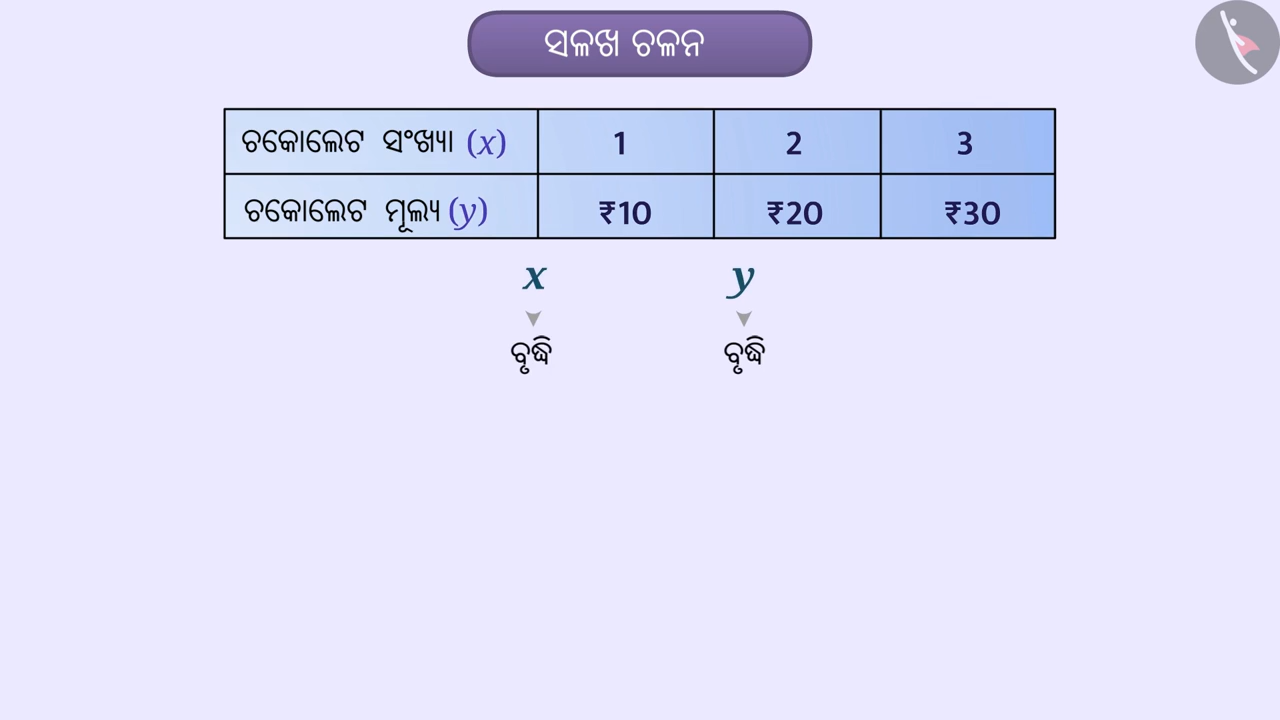 ସଳଖ ଚଳନ
ଚକୋଲେଟ ସଂଖ୍ୟା (x) 1 2 3
ଚକୋଲେଟ ମୂଲ୍ୟ (y) ₹10 ₹20 ₹30
x y
ବୃଦ୍ଧି ବୃଦ୍ଧି